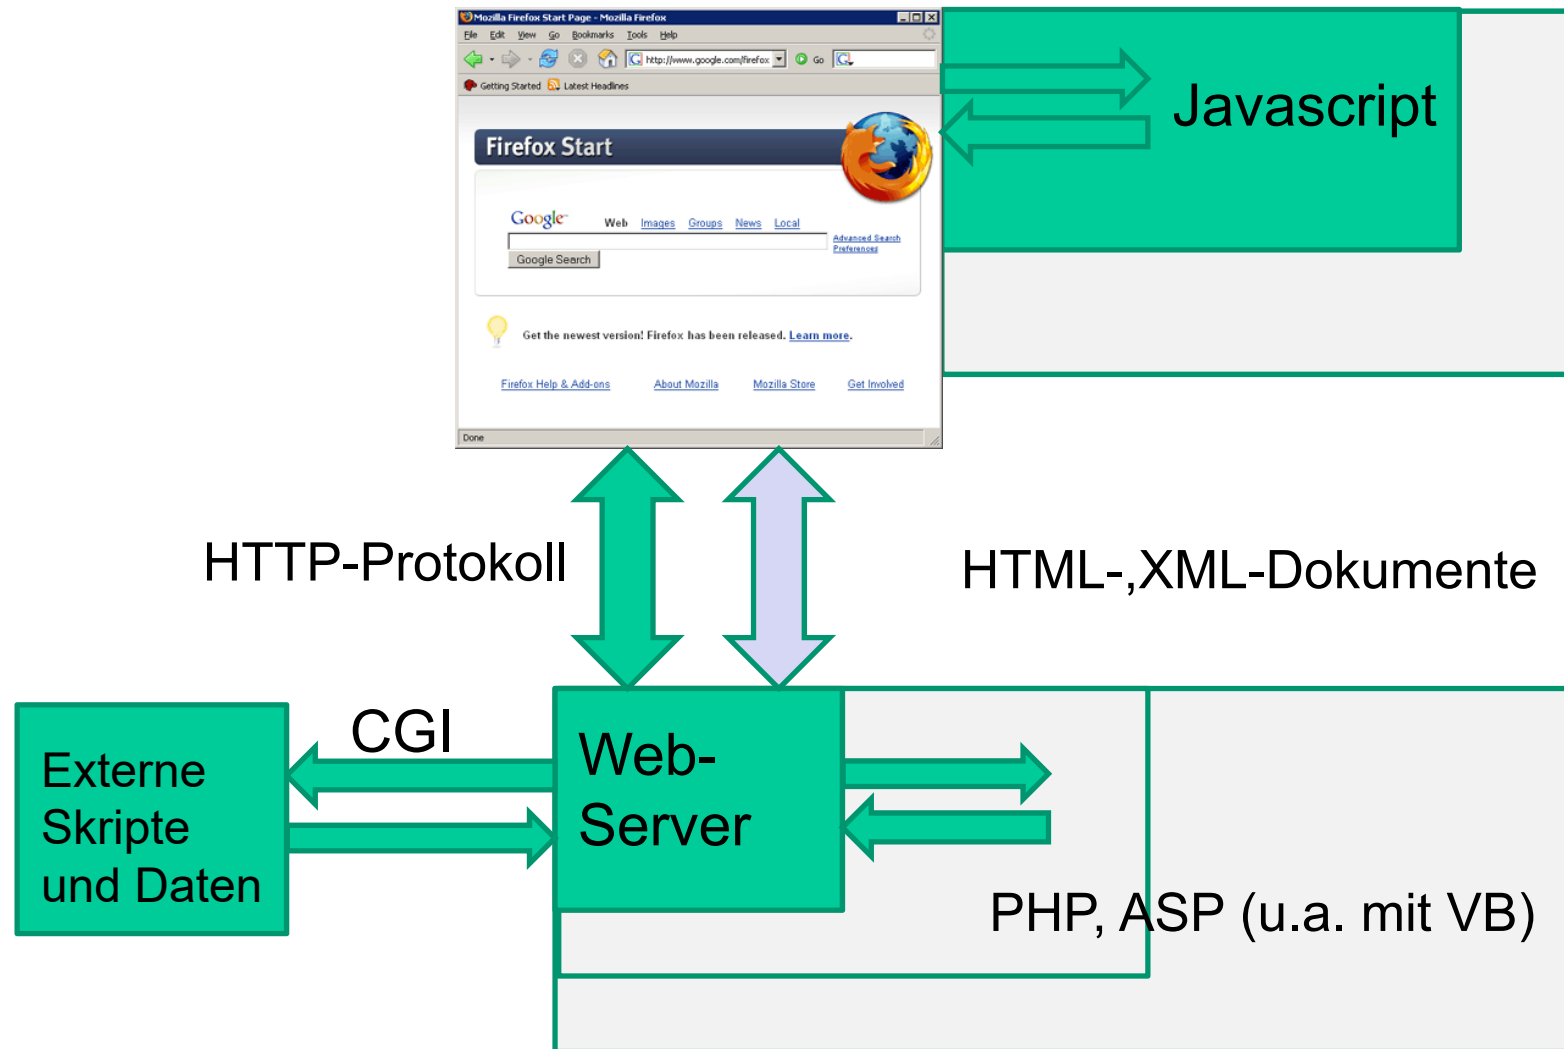 Mozilla Firefox Start Page - Mozilla Firefox
File Edit View Go Bookmarks Tools Help
http://www.google.com/firefox Go
Getting Started Latest Headlines
Javascript
Firefox Start
Google™ Web Images Groups News Local
Advanced Search
Preferences
Google Search
Get the newest version! Firefox has been released. Learn more.
Firefox Help & Add-ons About Mozilla Mozilla Store Get Involved
Done
HTTP-Protokoll
HTML-,XML-Dokumente
CGI
Web-
Server
Externe
Skripte
und Daten
PHP, ASP (u.a. mit VB)